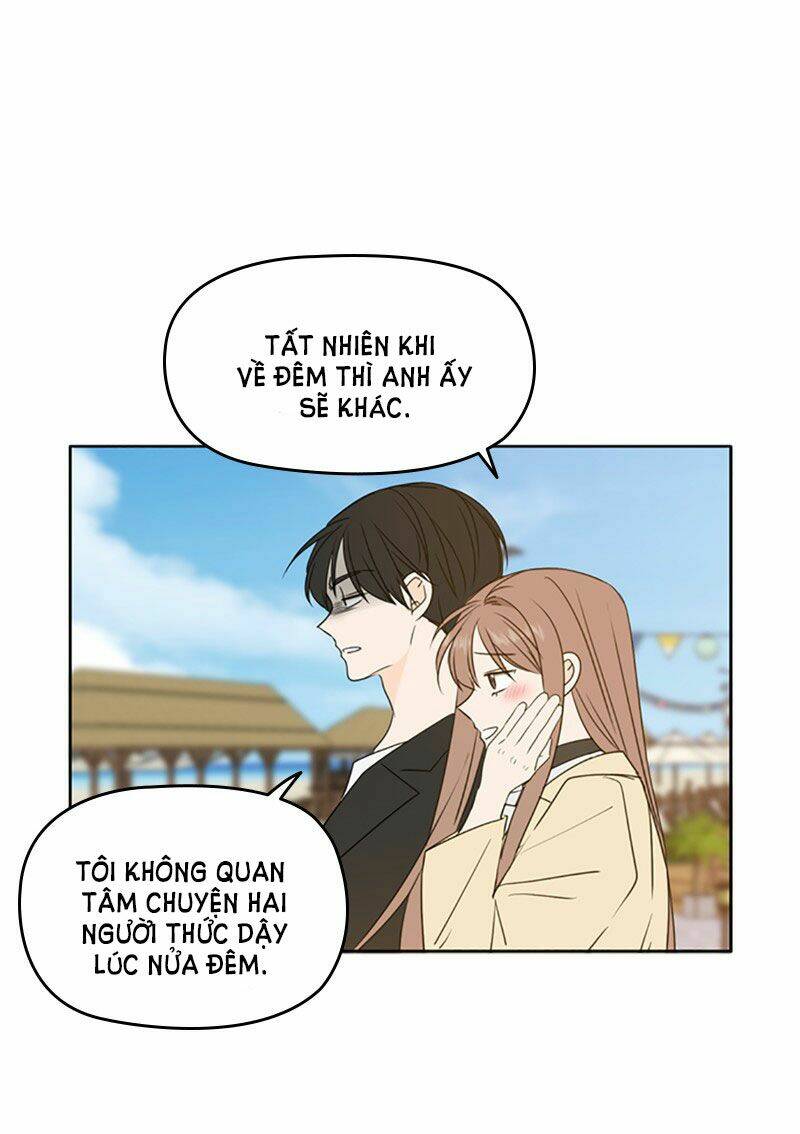 TẤT NHIÊN KHI
VỀ ĐÊM THÌ ANH ẤY
SẼ KHÁC.
TÔI KHÔNG QUAN
TÂM CHUYỆN HAI
NGƯỜI THỨC DẬY
LÚC NỬA ĐÊM.